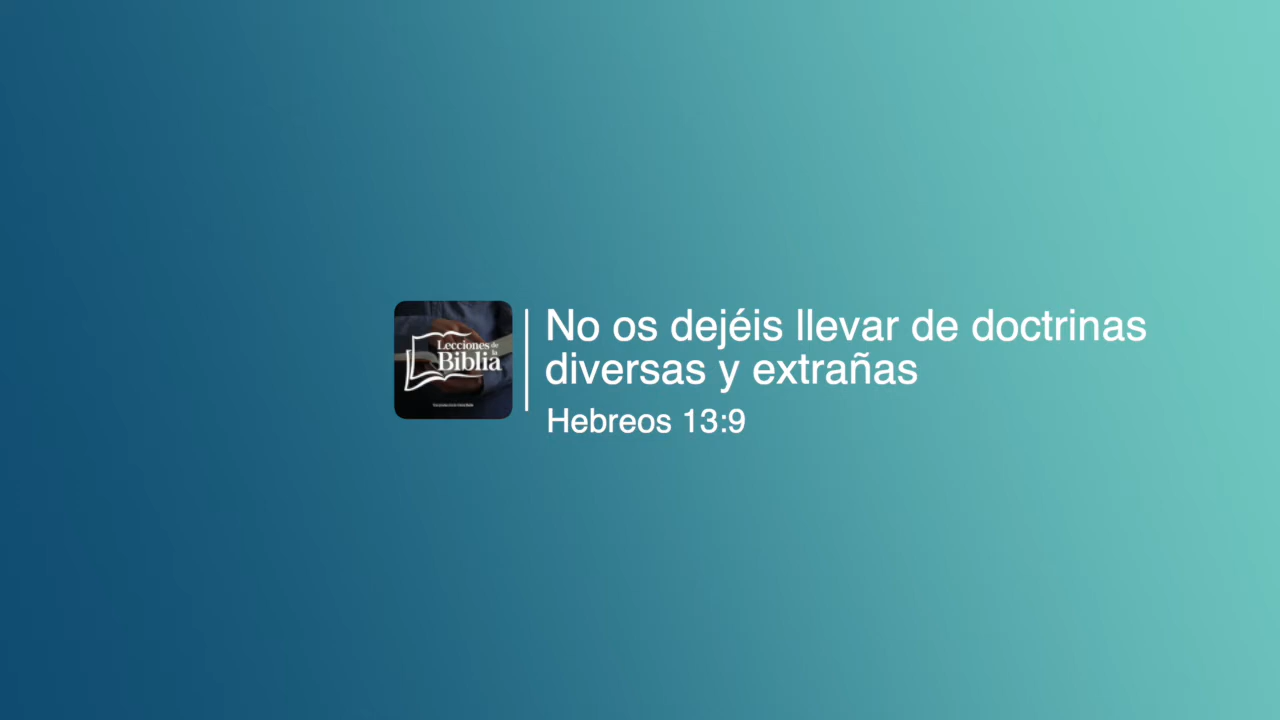 Lecciones de
la
Biblia
No os dejéis llevar de doctrinas
diversas y extrañas
Hebreos 13:9